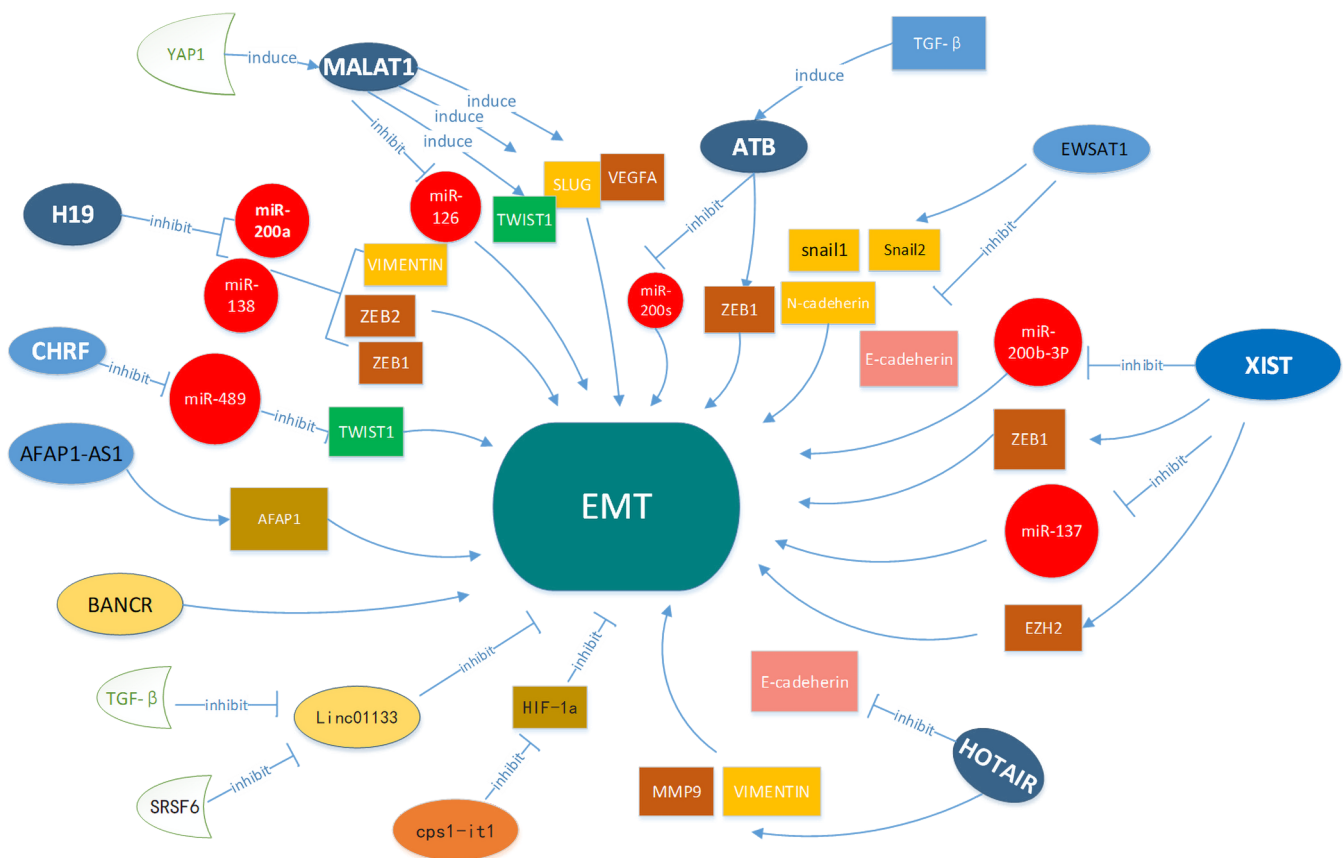 YAP1
induce
MALAT1
induce
induce
induce
inhibit
TGF-β
induce
ATB
EWSAT1
inhibit
inhibit
H19
inhibit
miR-
200a
miR-
138
miR-
126
SLUG
VEGFA
TWIST1
VIMENTIN
ZEB2
ZEB1
miR-
200s
ZEB1
snail1
Snail2
N-cadeherin
E-cadeherin
miR-
200b-3P
inhibit
XIST
CHRF
inhibit
miR-489
inhibit
TWIST1
ZEB1
inhibit
AFAP1-AS1
AFAP1
EMT
miR-137
BANCR
EZH2
TGF-β
inhibit
Linc01133
inhibit
SRSF6
inhibit
inhibit
HIF-1a
inhibit
cps1-it1
E-cadeherin
inhibit
HOTAIR
MMP9
VIMENTIN